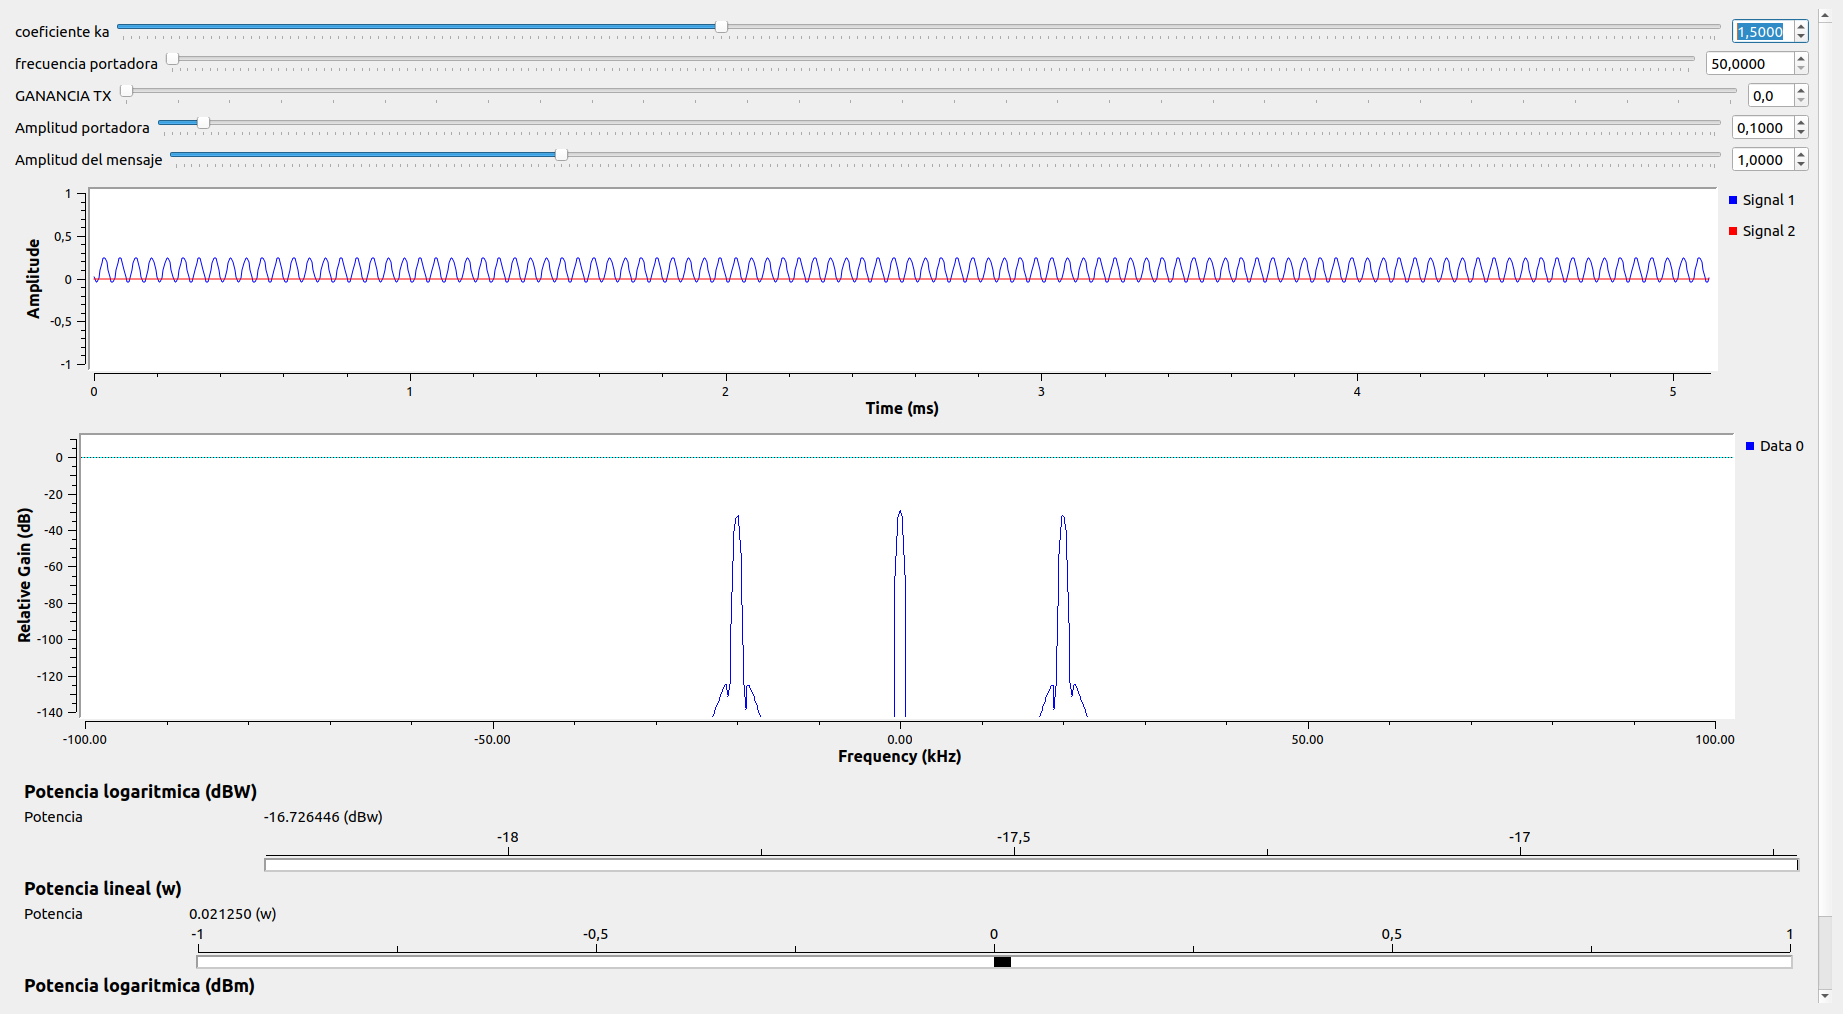 coeficiente ka 1,5000
frecuencia portadora 50,0000
GANANCIA TX 0,0
Amplitud portadora 0,1000
Amplitud del mensaje 1,0000
1
0,5
0
-0,5
-1
Amplitude
Signal 1
Signal 2
0 1 2 3 4 5
Time (ms)
0
-20
-40
-60
-80
-100
-120
-140
Relative Gain (dB)
Data 0
-100.00 -50.00 0.00 50.00 100.00
Frequency (kHz)
Potencia logaritmica (dBW)
Potencia -16.726446 (dBw)
-18 -17,5 -17
Potencia lineal (w)
Potencia 0.021250 (w)
-1 -0,5 0 0,5 1
Potencia logaritmica (dBm)